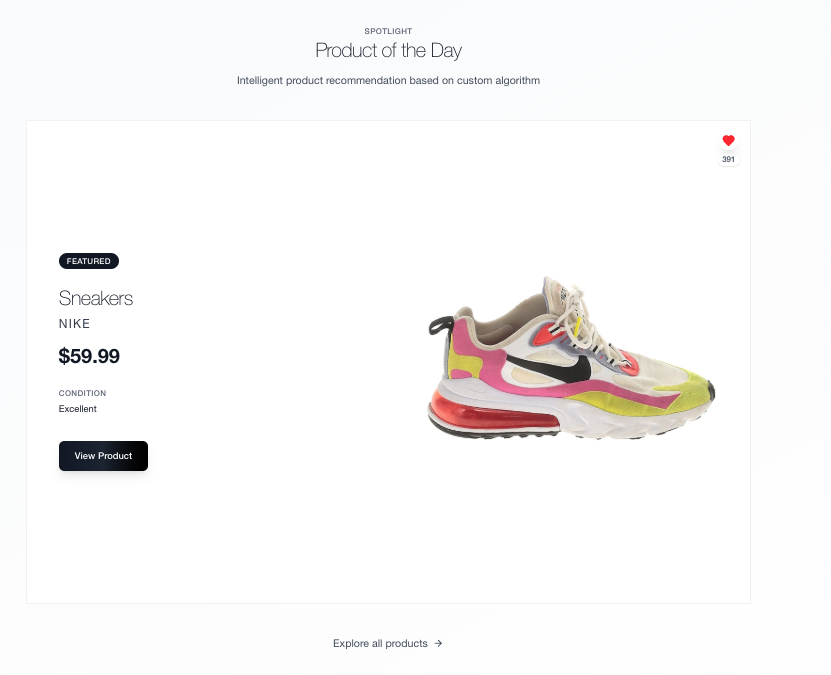 SPOTLIGHT
Product of the Day
Intelligent product recommendation based on custom algorithm
391
FEATURED
Sneakers
NIKE
$59.99
CONDITION
Excellent
View Product
Explore all products →